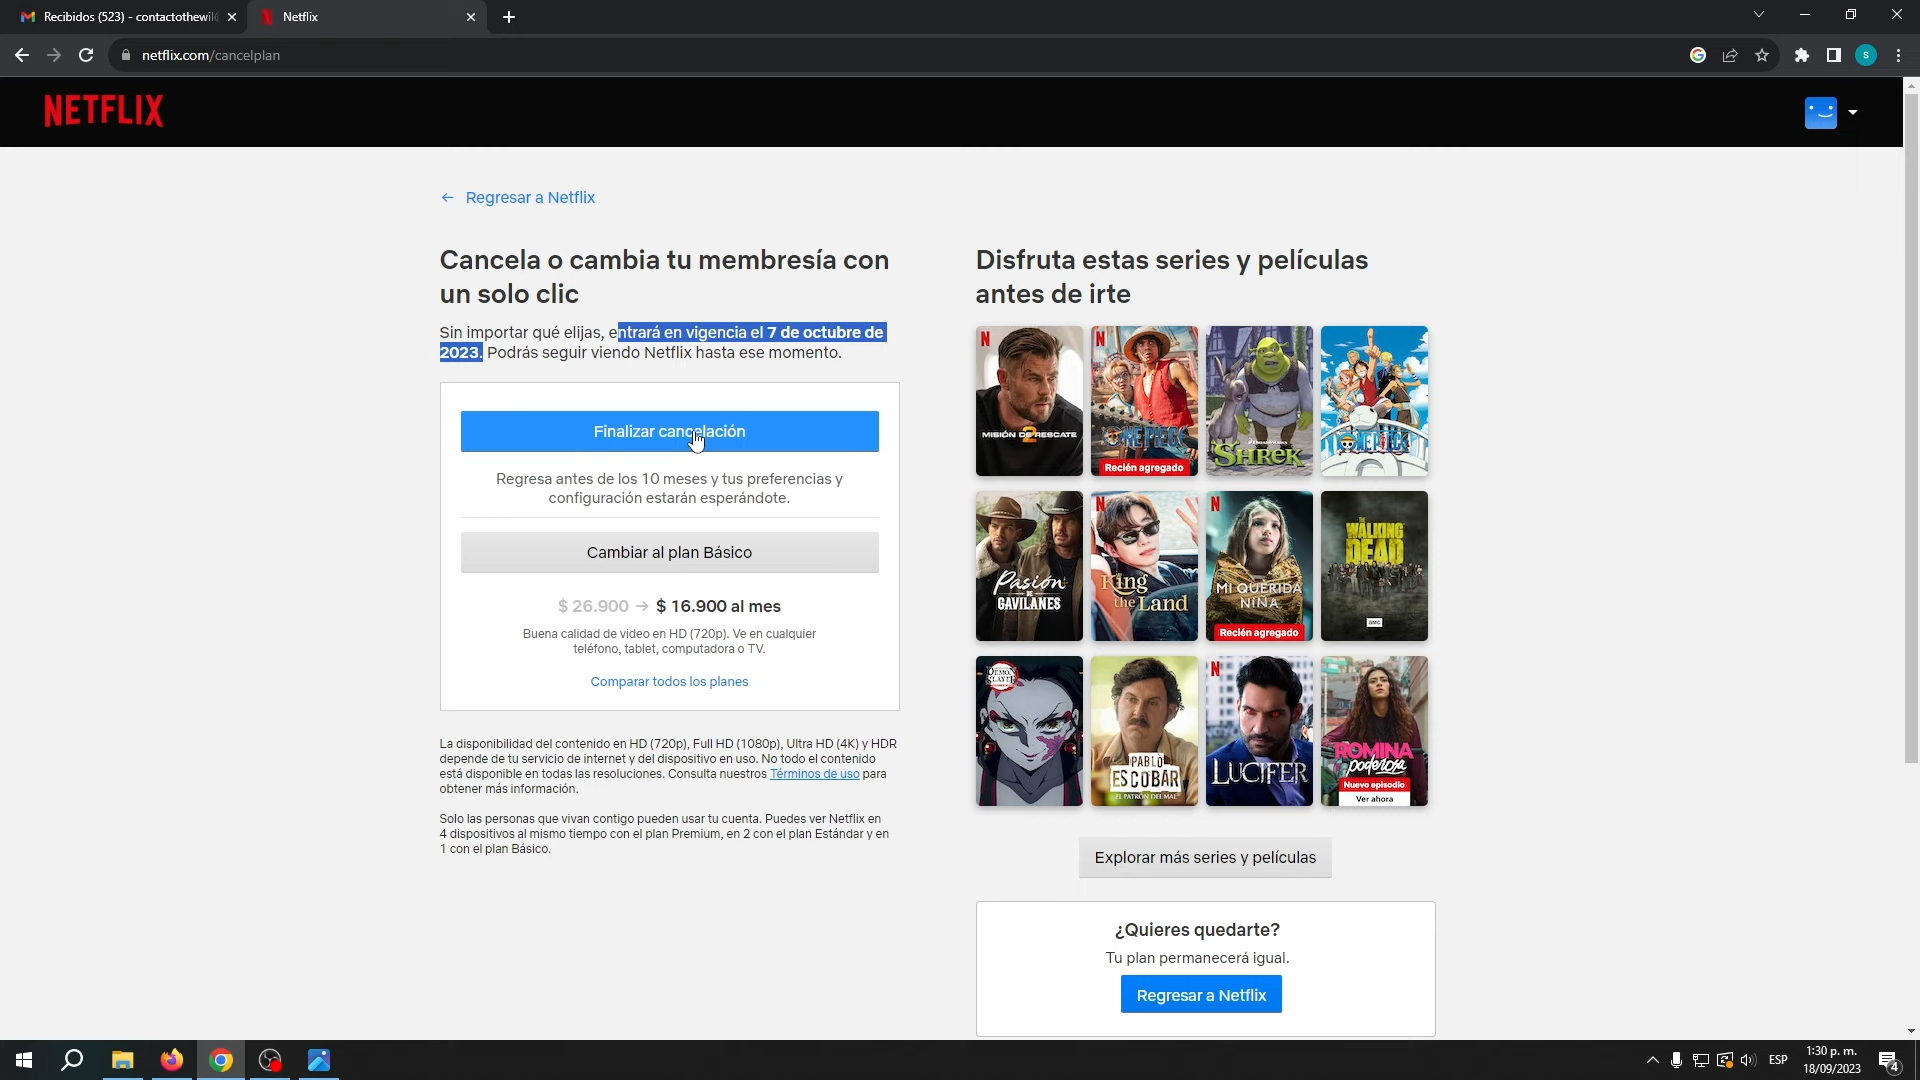 Recibidos (523) - contactothewil
Netflix
netflix.com/cancelplan
S
NETFLIX
← Regresar a Netflix
Cancela o cambia tu membresía con
un solo clic
Sin importar qué elijas, entrará en vigencia el 7 de octubre de
2023. Podrás seguir viendo Netflix hasta ese momento.
Finalizar cancelación
Regresa antes de los 10 meses y tus preferencias y
configuración estarán esperándote.
Cambiar al plan Básico
$ 26.900 → $ 16.900 al mes
Buena calidad de video en HD (720p). Ve en cualquier
teléfono, tablet, computadora o TV.
Comparar todos los planes
La disponibilidad del contenido en HD (720p), Full HD (1080p), Ultra HD (4K) y HDR
depende de tu servicio de internet y del dispositivo en uso. No todo el contenido
está disponible en todas las resoluciones. Consulta nuestros Términos de uso para
obtener más información.
Solo las personas que vivan contigo pueden usar tu cuenta. Puedes ver Netflix en
4 dispositivos al mismo tiempo con el plan Premium, en 2 con el plan Estándar y en
1 con el plan Básico.
Disfruta estas series y películas
antes de irte
N
MISIÓN DE RESCATE
2
N
ONE PIECE
Recién agregado
SHREK
ONE PIECE
Pasión
DE
GAVILANES
N
King
the Land
N
MI QUERIDA
NIÑA
Recién agregado
THE
WALKING
DEAD
AMC
DEMON
SLAYER
PABLO
ESCOBAR
EL PATRÓN DEL MAL
N
LUCIFER
ROMINA
poderosa
Nuevo episodio
Ver ahora
Explorar más series y películas
¿Quieres quedarte?
Tu plan permanecerá igual.
Regresar a Netflix
ESP
1:30 p. m.
18/09/2023
4